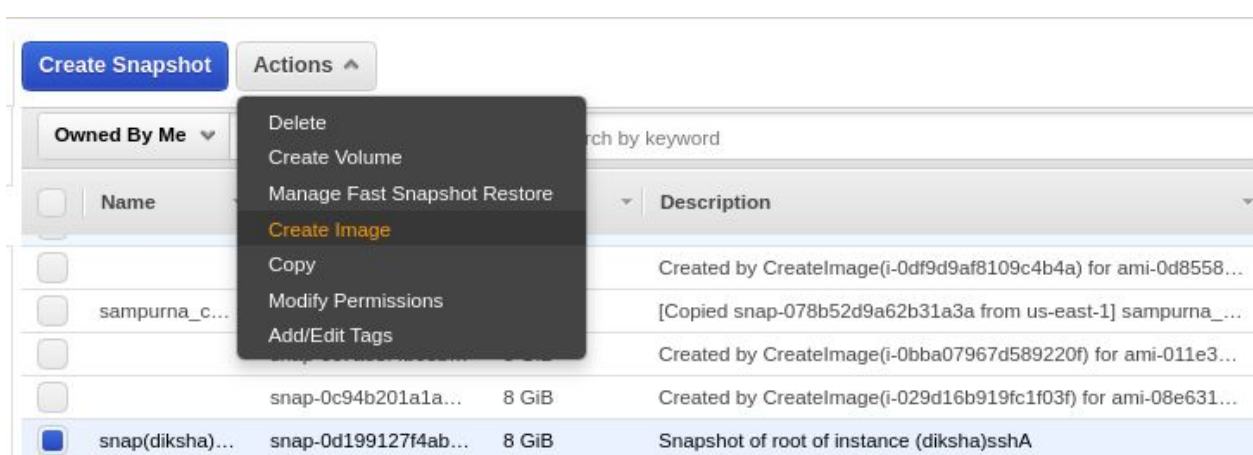 Create Snapshot Actions
Owned By Me rch by keyword
Delete
Create Volume
Manage Fast Snapshot Restore
Create Image
Copy
Modify Permissions
Add/Edit Tags
Name Description
Created by CreateImage(i-0df9d9af8109c4b4a) for ami-0d8558...
sampurna_c... [Copied snap-078b52d9a62b31a3a from us-east-1] sampurna_...
Created by CreateImage(i-0bba07967d589220f) for ami-011e3...
snap-0c94b201a1a... 8 GiB Created by CreateImage(i-029d16b919fc1f03f) for ami-08e631...
snap(diksha)... snap-0d199127f4ab... 8 GiB Snapshot of root of instance (diksha)sshA